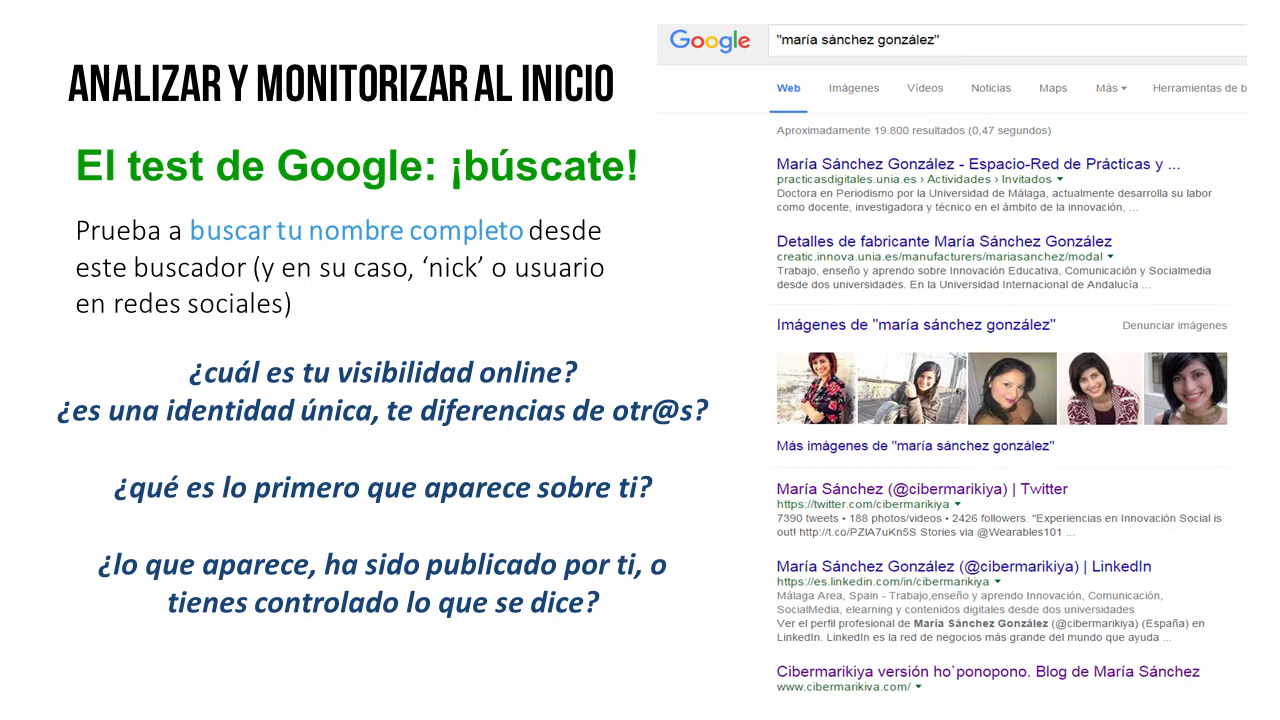 ANALIZAR Y MONITORIZAR AL INICIO
El test de Google: ¡búscate!
Prueba a buscar tu nombre completo desde
este buscador (y en su caso, ‘nick’ o usuario
en redes sociales)
¿cuál es tu visibilidad online?
¿es una identidad única, te diferencias de otr@s?
¿qué es lo primero que aparece sobre ti?
¿lo que aparece, ha sido publicado por ti, o
tienes controlado lo que se dice?
Google "maría sánchez gonzález"
Web Imágenes Vídeos Noticias Maps Más Herramientas de b
Aproximadamente 19.800 resultados (0,47 segundos)
María Sánchez González - Espacio-Red de Prácticas y ...
practicasdigitales.unia.es › Actividades › Invitados
Doctora en Periodismo por la Universidad de Málaga, actualmente desarrolla su labor
como docente, investigadora y técnico en el ámbito de la innovación, ...
Detalles de fabricante María Sánchez González
creatic.innova.unia.es/manufacturers/mariasanchez/modal
Trabajo, enseño y aprendo sobre Innovación Educativa, Comunicación y Socialmedia
desde dos universidades. En la Universidad Internacional de Andalucía ...
Imágenes de "maría sánchez gonzález" Denunciar imágenes
Más imágenes de "maría sánchez gonzález"
María Sánchez (@cibermarikiya) | Twitter
https://twitter.com/cibermarikiya
7390 tweets • 188 photos/videos • 2426 followers. "Experiencias en Innovación Social is
out! http://t.co/PZlA7uKn5S Stories via @Wearables101 ...
María Sánchez González (@cibermarikiya) | LinkedIn
https://es.linkedin.com/in/cibermarikiya
Málaga Area, Spain - Trabajo,enseño y aprendo Innovación, Comunicación,
SocialMedia, elearning y contenidos digitales desde dos universidades
Ver el perfil profesional de María Sánchez González (@cibermarikiya) (España) en
LinkedIn. LinkedIn es la red de negocios más grande del mundo que ayuda ...
Cibermarikiya versión ho`ponopono. Blog de María Sánchez
www.cibermarikiya.com/